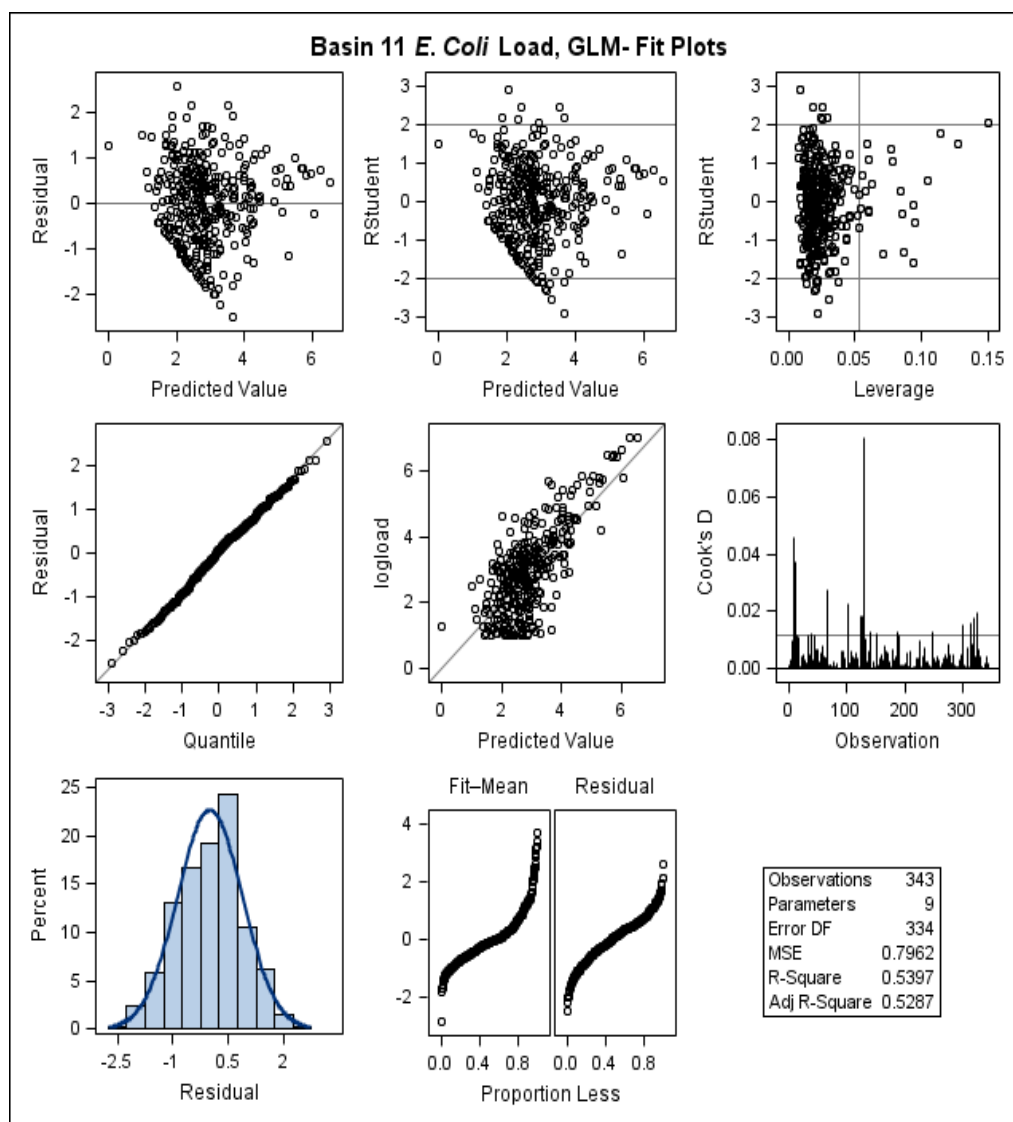 Basin 11 E. Coli Load, GLM- Fit Plots
Residual
2
1
0
-1
-2
0 2 4 6
Predicted Value
RStudent
3
2
1
0
-1
-2
-3
0 2 4 6
Predicted Value
RStudent
3
2
1
0
-1
-2
-3
0.00 0.05 0.10 0.15
Leverage
Residual
2
1
0
-1
-2
-3 -2 -1 0 1 2 3
Quantile
logload
6
4
2
0
0 2 4 6
Predicted Value
Cook's D
0.08
0.06
0.04
0.02
0.00
0 100 200 300
Observation
Percent
25
20
15
10
5
0
-2.5 -1 0.5 2
Residual
Fit–Mean Residual
4
2
0
-2
0.0 0.4 0.8 0.0 0.4 0.8
Proportion Less
Observations 343
Parameters 9
Error DF 334
MSE 0.7962
R-Square 0.5397
Adj R-Square 0.5287